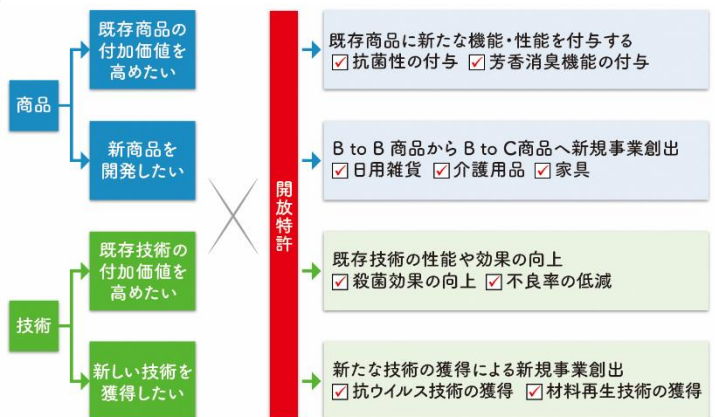 商品
既存商品の
付加価値を
高めたい
新商品を
開発したい
技術
既存技術の
付加価値を
高めたい
新しい技術を
獲得したい
開放特許
既存商品に新たな機能・性能を付与する
抗菌性の付与 芳香消臭機能の付与
B to B 商品から B to C商品へ新規事業創出
日用雑貨 介護用品 家具
既存技術の性能や効果の向上
殺菌効果の向上 不良率の低減
新たな技術の獲得による新規事業創出
抗ウイルス技術の獲得 材料再生技術の獲得